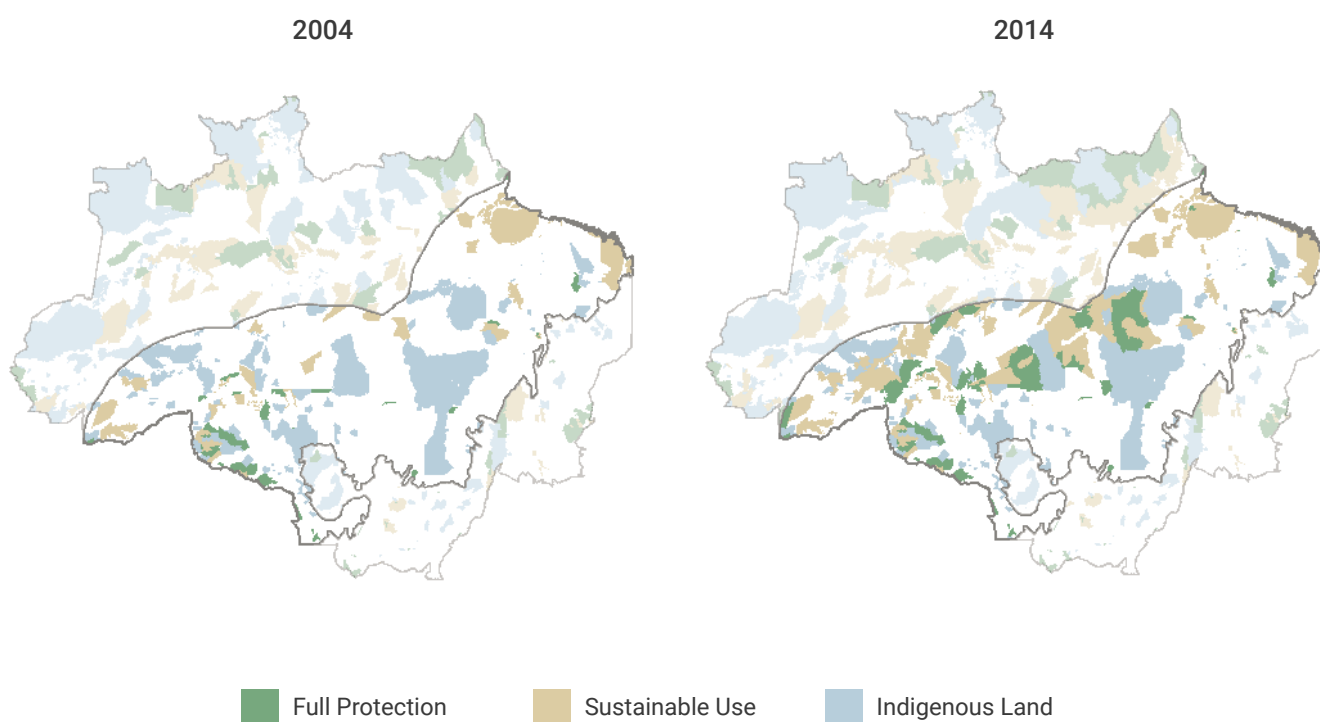 2004
2014
Full Protection
Sustainable Use
Indigenous Land